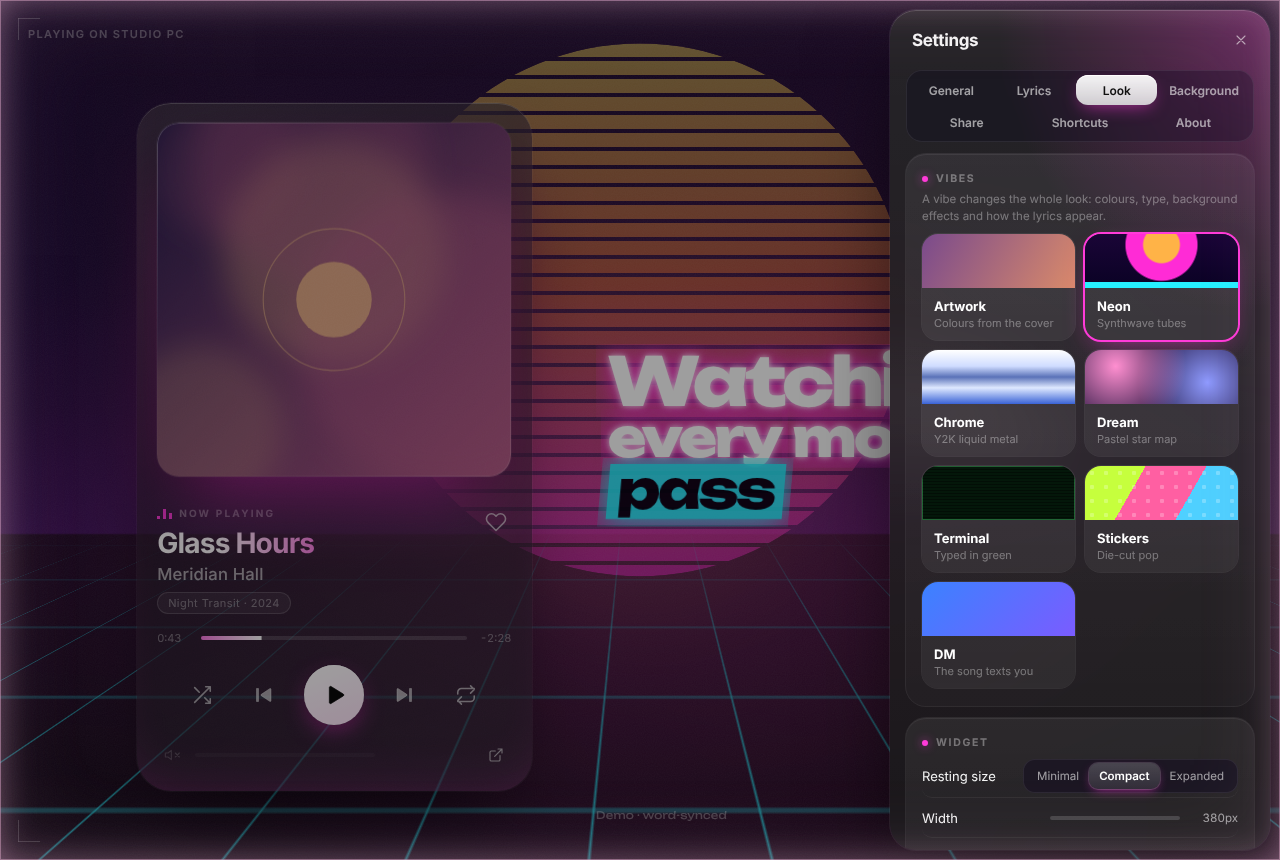 PLAYING ON STUDIO PC
NOW PLAYING
Glass Hours
Meridian Hall
Night Transit · 2024
0:43
-2:28
Watchi
every mo
pass
Demo · word-synced
Settings
General
Lyrics
Look
Background
Share
Shortcuts
About
VIBES
A vibe changes the whole look: colours, type, background
effects and how the lyrics appear.
Artwork
Colours from the cover
Neon
Synthwave tubes
Chrome
Y2K liquid metal
Dream
Pastel star map
Terminal
Typed in green
Stickers
Die-cut pop
DM
The song texts you
WIDGET
Resting size
Minimal
Compact
Expanded
Width
380px